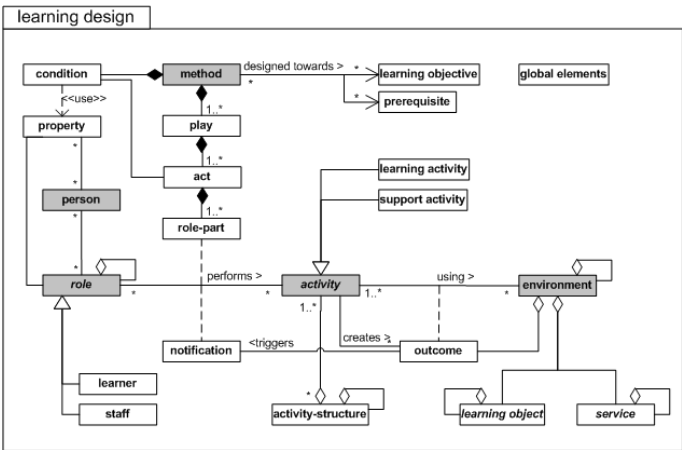 learning design
condition
method
designed towards >
*
*
learning objective
global elements
<<use>>
1..*
*
prerequisite
property
play
*
1..*
act
learning activity
*
person
*
1..*
support activity
role-part
*
role
performs >
*
*
activity
1..*
using >
*
environment
1..*
notification
<triggers
creates >
*
outcome
learner
staff
*
activity-structure
learning object
service